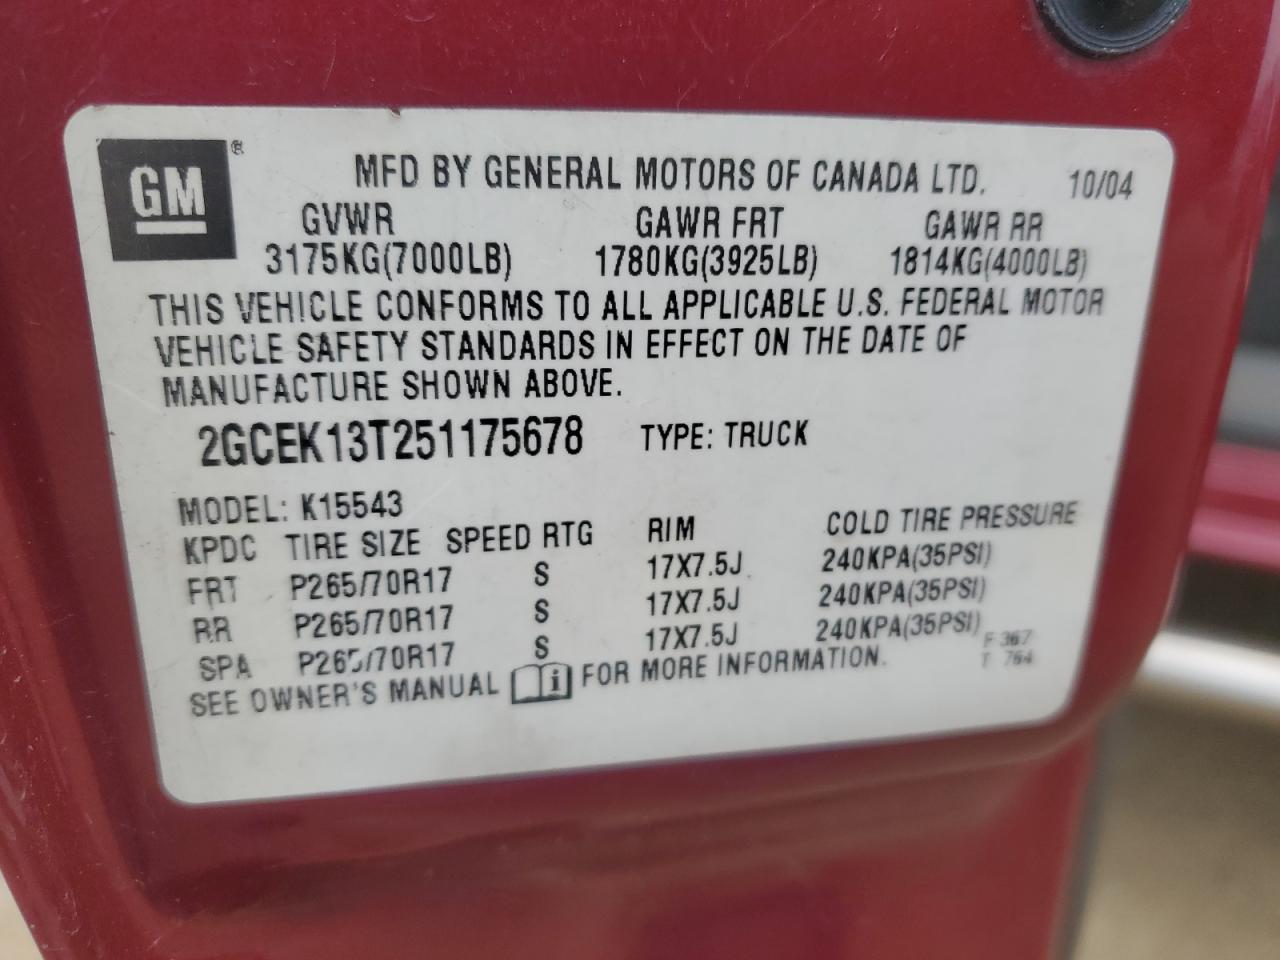 GM®
MFD BY GENERAL MOTORS OF CANADA LTD. 10/04
GVWR GAWR FRT GAWR RR
3175KG(7000LB) 1780KG(3925LB) 1814KG(4000LB)
THIS VEHICLE CONFORMS TO ALL APPLICABLE U.S. FEDERAL MOTOR
VEHICLE SAFETY STANDARDS IN EFFECT ON THE DATE OF
MANUFACTURE SHOWN ABOVE.
2GCEK13T251175678 TYPE: TRUCK
MODEL: K15543
KPDC TIRE SIZE SPEED RTG RIM COLD TIRE PRESSURE
FRT P265/70R17 S 17X7.5J 240KPA(35PSI)
RR P265/70R17 S 17X7.5J 240KPA(35PSI)
SPA P265/70R17 S 17X7.5J 240KPA(35PSI) F 367
T 764
SEE OWNER'S MANUAL i FOR MORE INFORMATION.